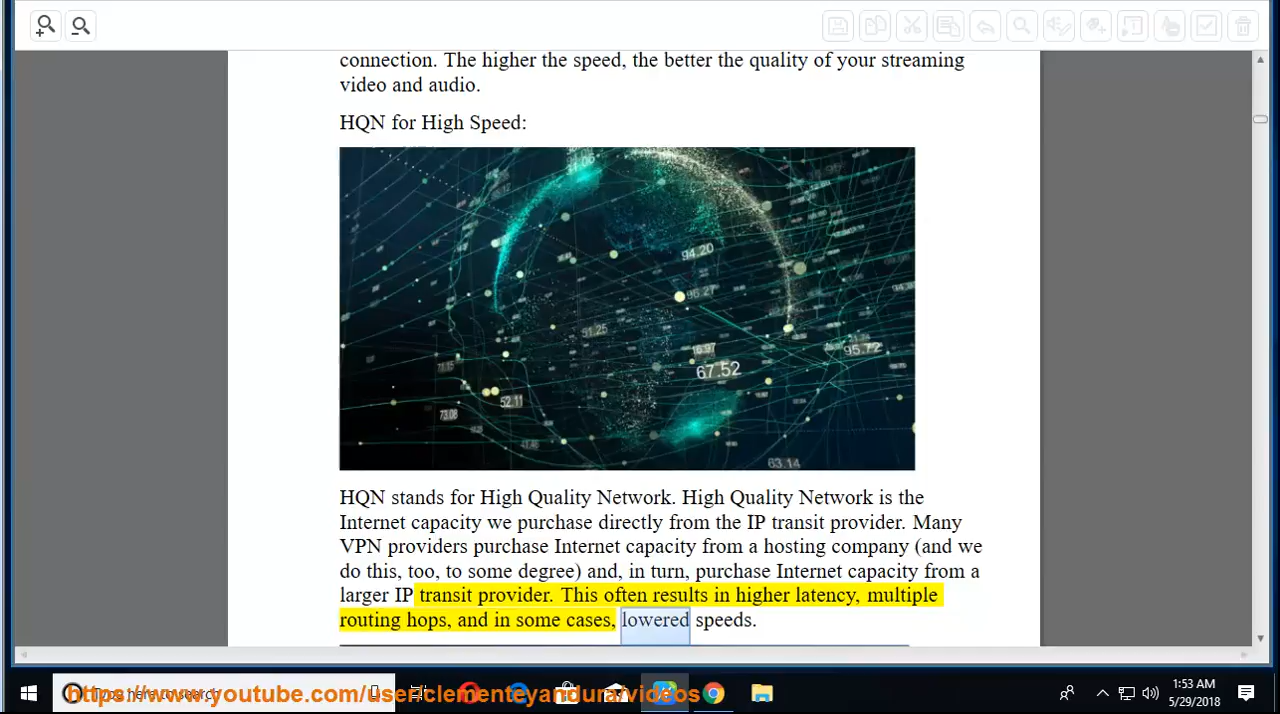 connection. The higher the speed, the better the quality of your streaming
video and audio.
HQN for High Speed:
94.20
96.27
51.25
16.97
95.72
67.52
52.11
73.08
63.14
HQN stands for High Quality Network. High Quality Network is the
Internet capacity we purchase directly from the IP transit provider. Many
VPN providers purchase Internet capacity from a hosting company (and we
do this, too, to some degree) and, in turn, purchase Internet capacity from a
larger IP transit provider. This often results in higher latency, multiple
routing hops, and in some cases, lowered speeds.
Type here to search
https://www.youtube.com/user/clementeyandura/videos
1:53 AM
5/29/2018